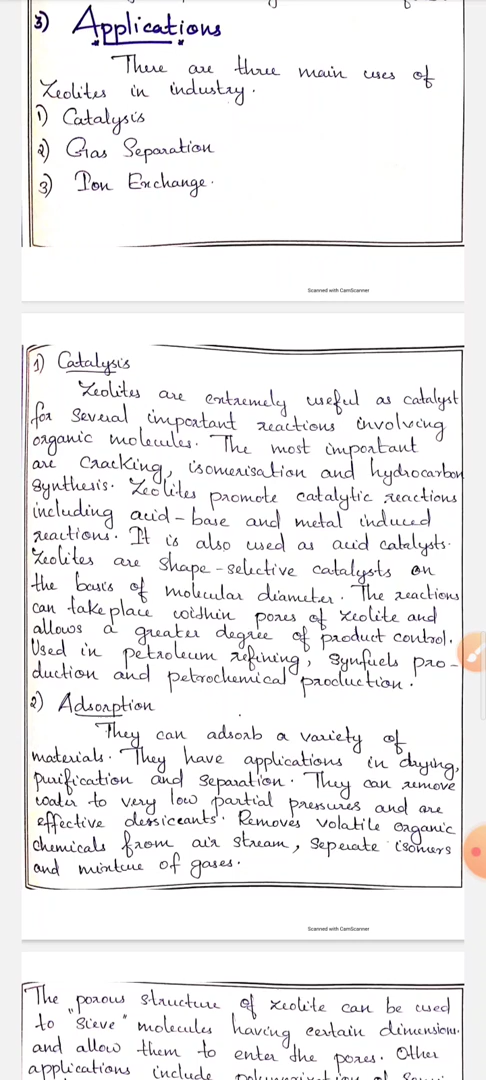 3) Applications
There are three main uses of
Zeolites in industry.
1) Catalysis
2) Gas Separation
3) Ion Exchange.
Scanned with CamScanner
1) Catalysis
Zeolites are extremely useful as catalyst
for several important reactions involving
organic molecules. The most important
are cracking, isomerisation and hydrocarbon
synthesis. Zeolites promote catalytic reactions
including acid-base and metal induced
reactions. It is also used as acid catalysts.
Zeolites are shape-selective catalysts on
the basis of molecular diameter. The reactions
can take place within pores of zeolite and
allows a greater degree of product control.
Used in petroleum refining, synfuels pro-
duction and petrochemical production.
2) Adsorption
They can adsorb a variety of
materials. They have applications in drying,
purification and separation. They can remove
water to very low partial pressures and are
effective dessiccants. Removes volatile organic
chemicals from air stream, seperate isomers
and mixture of gases.
Scanned with CamScanner
The porous structure of zeolite can be used
to "sieve" molecules having certain dimensions
and allow them to enter the pores. Other
applications include